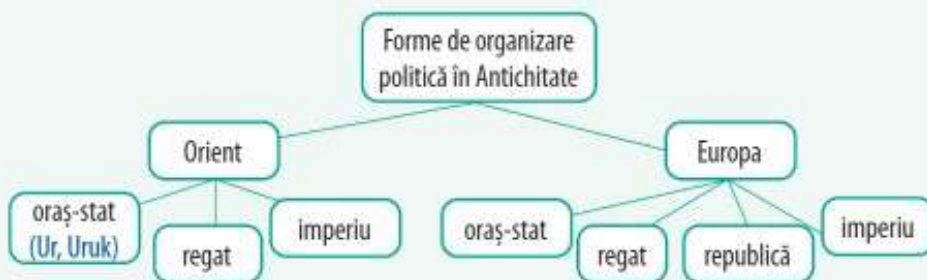 Forme de organizare
politică în Antichitate
Orient
Europa
oraș-stat
(Ur, Uruk)
regat
imperiu
oraș-stat
regat
republică
imperiu